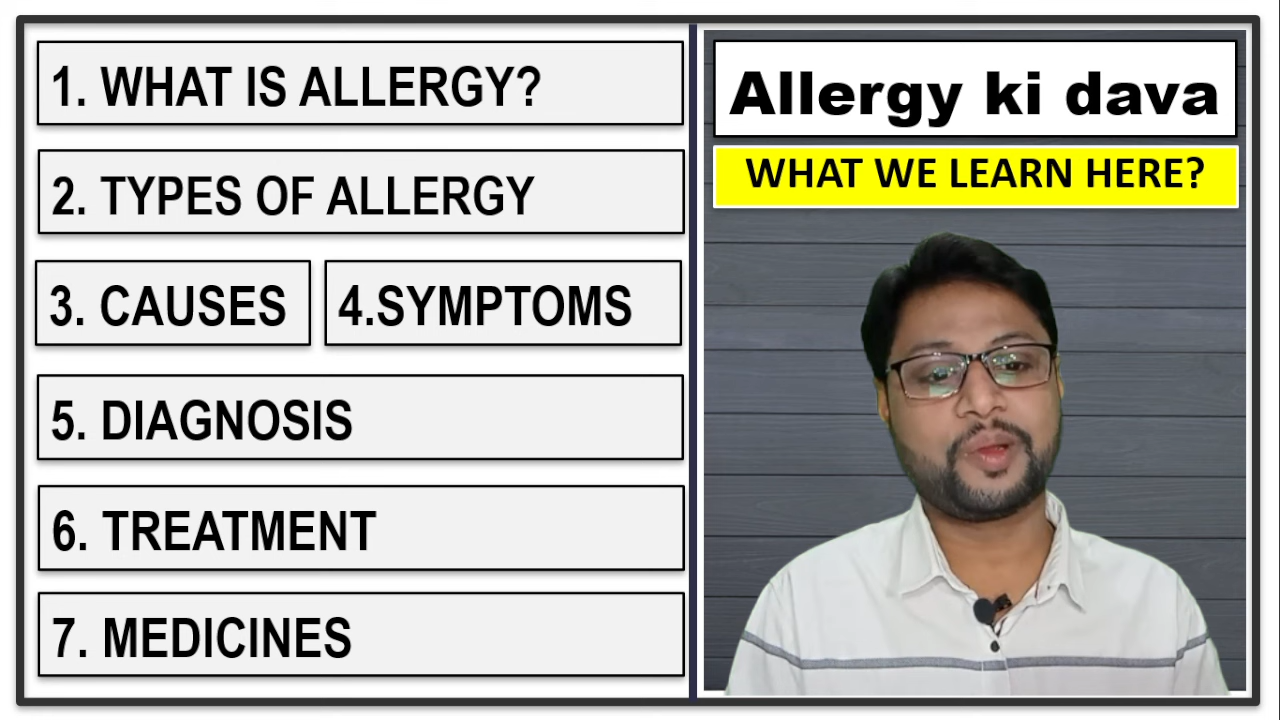 1. WHAT IS ALLERGY?
2. TYPES OF ALLERGY
3. CAUSES
4.SYMPTOMS
5. DIAGNOSIS
6. TREATMENT
7. MEDICINES
Allergy ki dava
WHAT WE LEARN HERE?